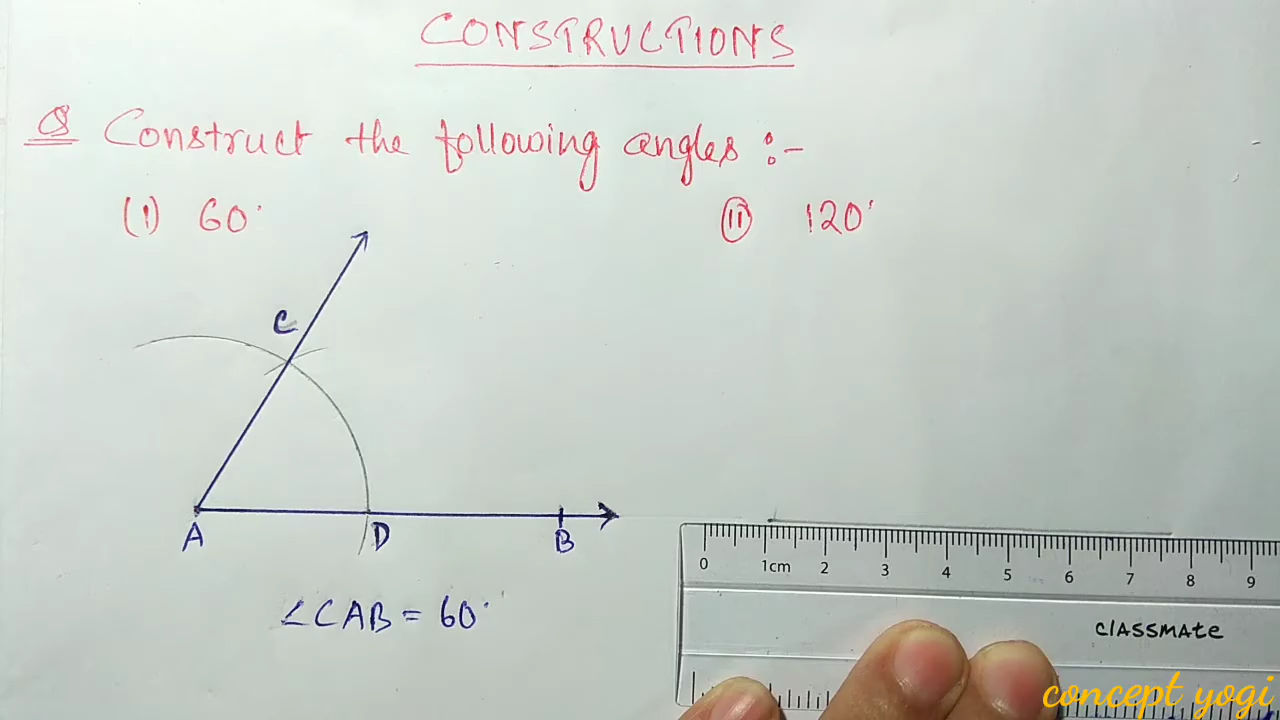 CONSTRUCTIONS
Q Construct the following angles :-
(i) 60°
(ii) 120°
C
A
D
B
∠CAB = 60°
0 1cm 2 3 4 5 6 7 8 9
classmate
concept yogi